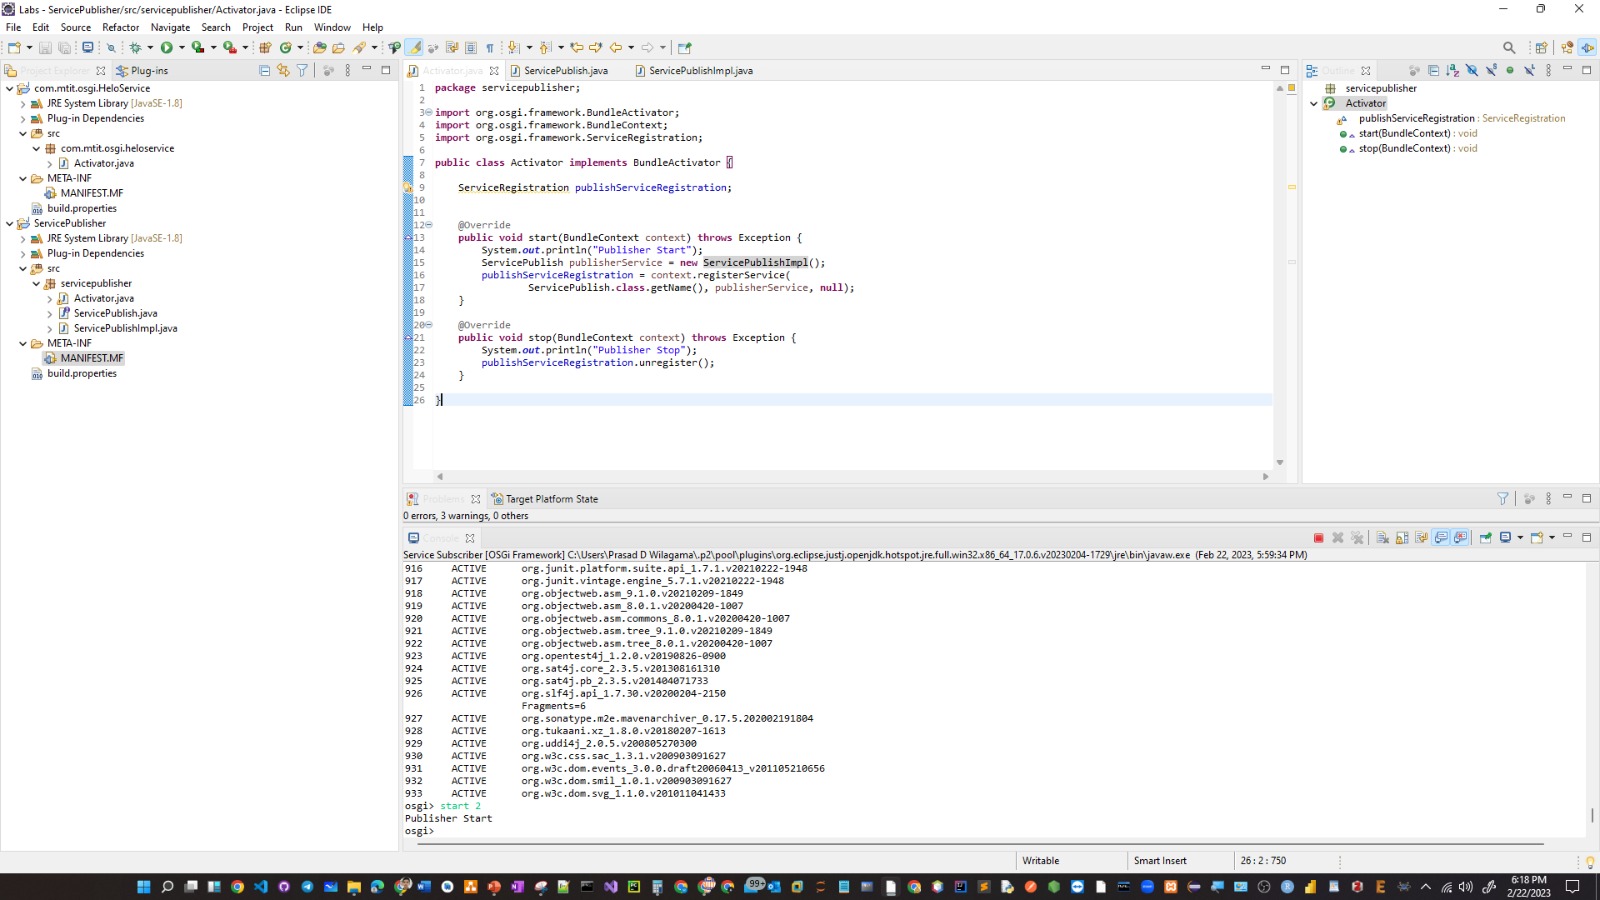 Labs - ServicePublisher/src/servicepublisher/Activator.java - Eclipse IDE
File Edit Source Refactor Navigate Search Project Run Window Help
Project Explorer Plug-ins
com.mtit.osgi.HeloService
JRE System Library [JavaSE-1.8]
Plug-in Dependencies
src
com.mtit.osgi.heloservice
Activator.java
META-INF
MANIFEST.MF
build.properties
ServicePublisher
JRE System Library [JavaSE-1.8]
Plug-in Dependencies
src
servicepublisher
Activator.java
ServicePublish.java
ServicePublishImpl.java
META-INF
MANIFEST.MF
build.properties
Activator.java ServicePublish.java ServicePublishImpl.java
1 package servicepublisher;
2
3 import org.osgi.framework.BundleActivator;
4 import org.osgi.framework.BundleContext;
5 import org.osgi.framework.ServiceRegistration;
6
7 public class Activator implements BundleActivator {
8
9 ServiceRegistration publishServiceRegistration;
10
11
12 @Override
13 public void start(BundleContext context) throws Exception {
14 System.out.println("Publisher Start");
15 ServicePublish publisherService = new ServicePublishImpl();
16 publishServiceRegistration = context.registerService(
17 ServicePublish.class.getName(), publisherService, null);
18 }
19
20 @Override
21 public void stop(BundleContext context) throws Exception {
22 System.out.println("Publisher Stop");
23 publishServiceRegistration.unregister();
24 }
25
26 }
Outline
servicepublisher
Activator
publishServiceRegistration : ServiceRegistration
start(BundleContext) : void
stop(BundleContext) : void
Problems Target Platform State
0 errors, 3 warnings, 0 others
Console
Service Subscriber [OSGi Framework] C:\Users\Prasad D Wilagama\.p2\pool\plugins\org.eclipse.justj.openjdk.hotspot.jre.full.win32.x86_64_17.0.6.v20230204-1729\jre\bin\javaw.exe (Feb 22, 2023, 5:59:34 PM)
916 ACTIVE org.junit.platform.suite.api_1.7.1.v20210222-1948
917 ACTIVE org.junit.vintage.engine_5.7.1.v20210222-1948
918 ACTIVE org.objectweb.asm_9.1.0.v20210209-1849
919 ACTIVE org.objectweb.asm_8.0.1.v20200420-1007
920 ACTIVE org.objectweb.asm.commons_8.0.1.v20200420-1007
921 ACTIVE org.objectweb.asm.tree_9.1.0.v20210209-1849
922 ACTIVE org.objectweb.asm.tree_8.0.1.v20200420-1007
923 ACTIVE org.opentest4j_1.2.0.v20190826-0900
924 ACTIVE org.sat4j.core_2.3.5.v201308161310
925 ACTIVE org.sat4j.pb_2.3.5.v201404071733
926 ACTIVE org.slf4j.api_1.7.30.v20200204-2150
Fragments=6
927 ACTIVE org.sonatype.m2e.mavenarchiver_0.17.5.202002191804
928 ACTIVE org.tukaani.xz_1.8.0.v20180207-1613
929 ACTIVE org.uddi4j_2.0.5.v200805270300
930 ACTIVE org.w3c.css.sac_1.3.1.v200903091627
931 ACTIVE org.w3c.dom.events_3.0.0.draft20060413_v201105210656
932 ACTIVE org.w3c.dom.smil_1.0.1.v200903091627
933 ACTIVE org.w3c.dom.svg_1.1.0.v201011041433
osgi> start 2
Publisher Start
osgi>
Writable Smart Insert 26 : 2 : 750
99+
6:18 PM
2/22/2023